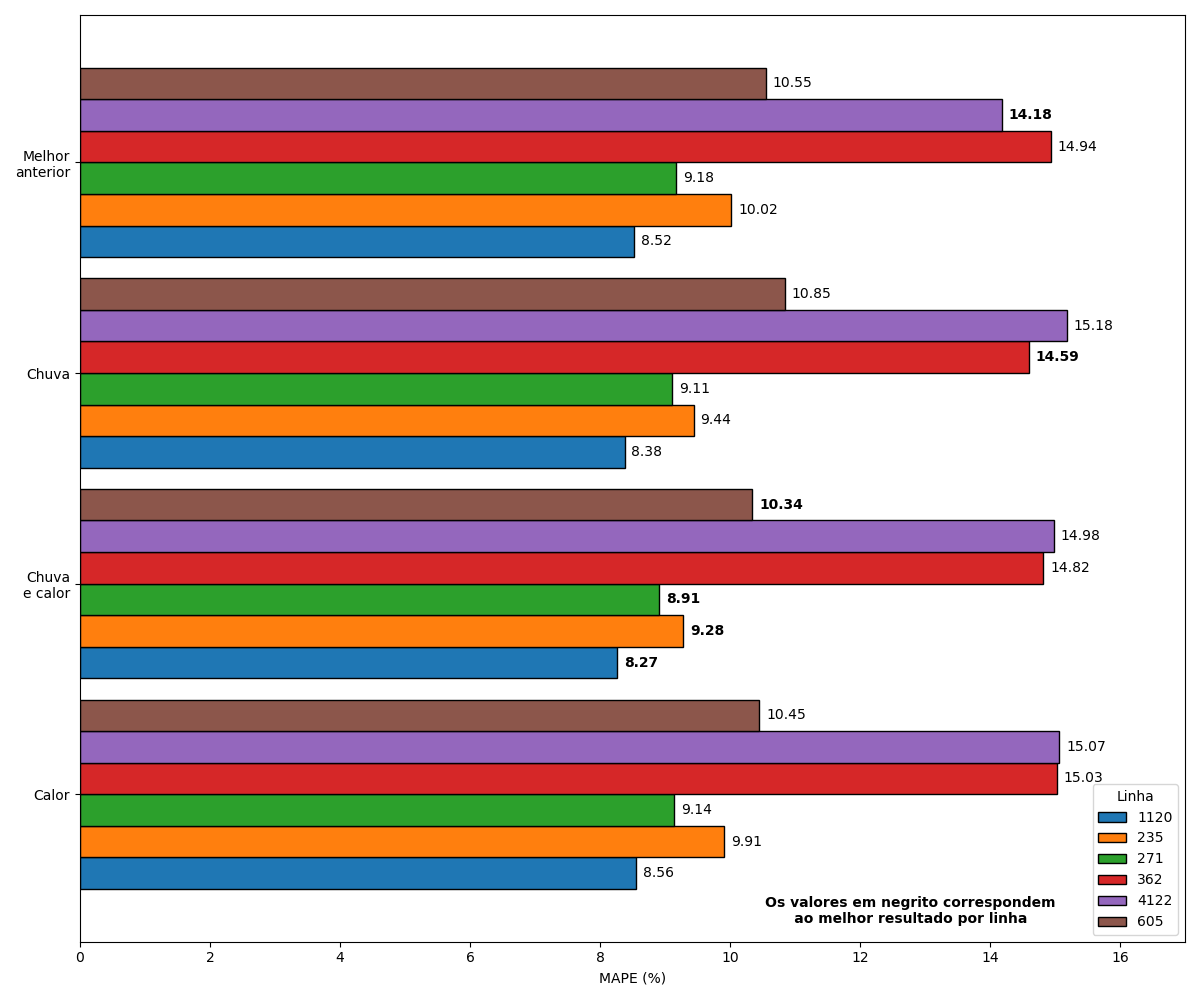 10.55
14.18
14.94
Melhor
anterior
9.18
10.02
8.52
10.85
15.18
14.59
Chuva
9.11
9.44
8.38
10.34
14.98
14.82
Chuva
e calor
8.91
9.28
8.27
10.45
15.07
15.03
Calor
9.14
9.91
8.56
Linha
1120
235
271
362
4122
605
Os valores em negrito correspondem
ao melhor resultado por linha
0 2 4 6 8 10 12 14 16
MAPE (%)